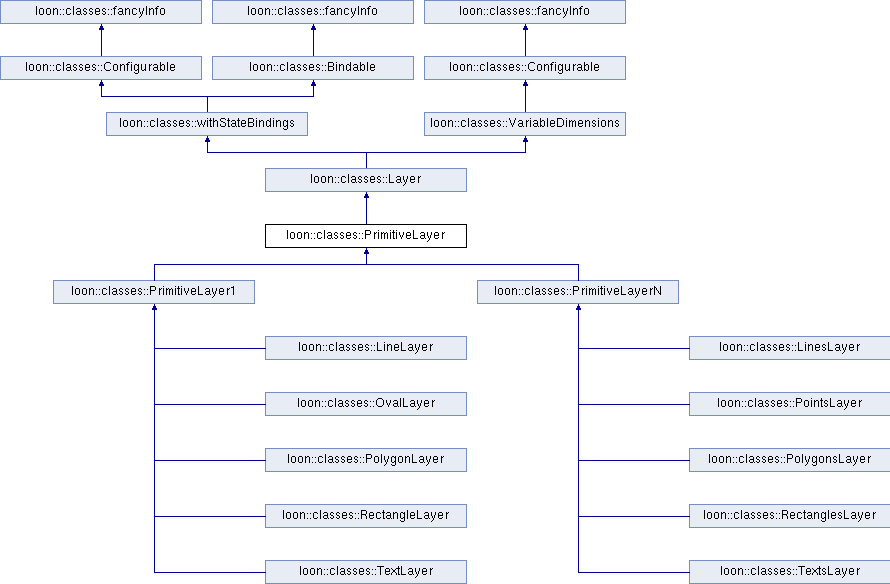 loon::classes::fancyInfo
loon::classes::fancyInfo
loon::classes::fancyInfo
loon::classes::Configurable
loon::classes::Bindable
loon::classes::Configurable
loon::classes::withStateBindings
loon::classes::VariableDimensions
loon::classes::Layer
loon::classes::PrimitiveLayer
loon::classes::PrimitiveLayer1
loon::classes::PrimitiveLayerN
loon::classes::LineLayer
loon::classes::LinesLayer
loon::classes::OvalLayer
loon::classes::PointsLayer
loon::classes::PolygonLayer
loon::classes::PolygonsLayer
loon::classes::RectangleLayer
loon::classes::RectanglesLayer
loon::classes::TextLayer
loon::classes::TextsLayer